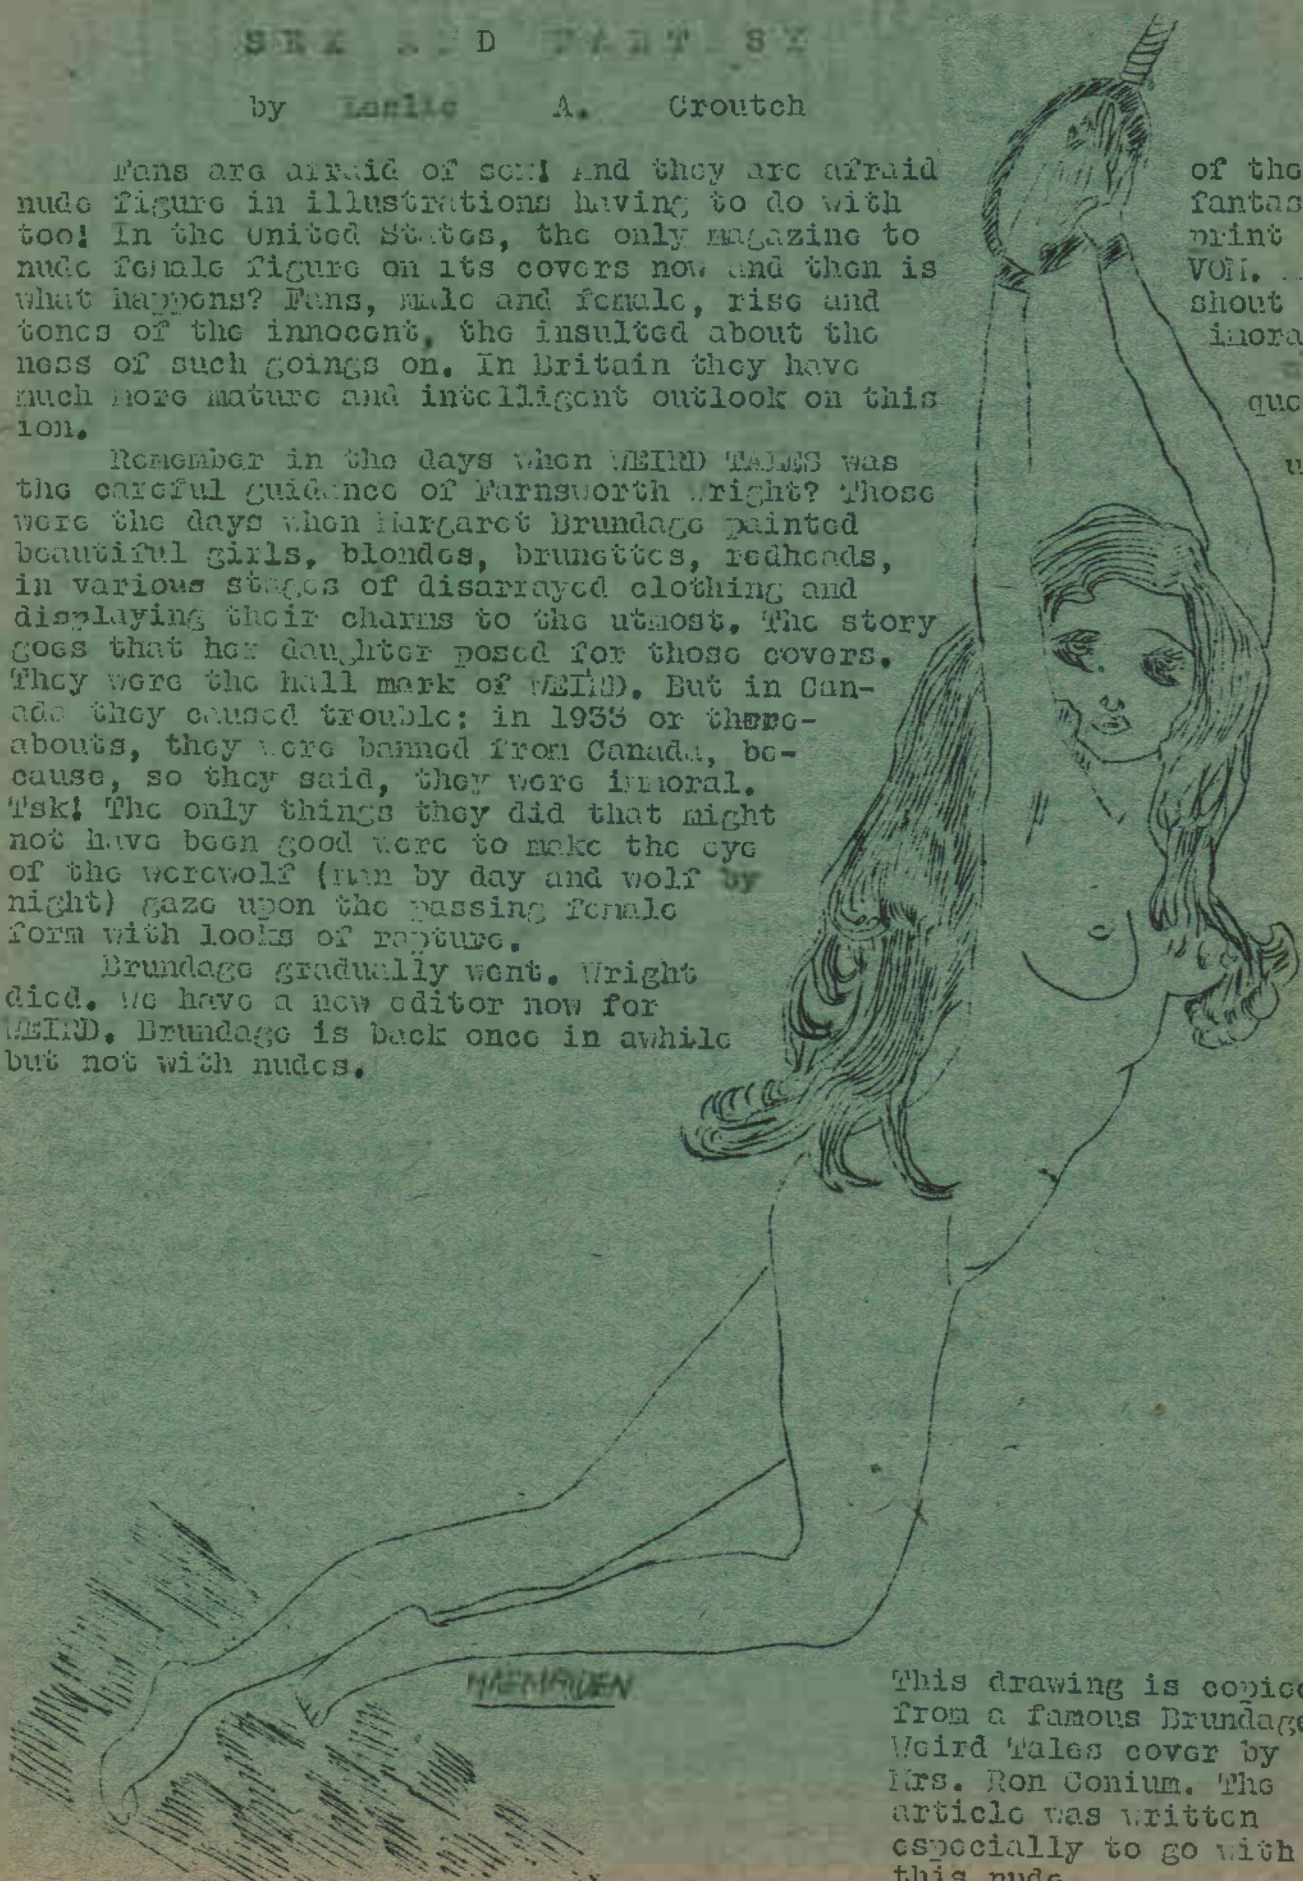 SEX AND FANTASY
by Leslie A. Croutch
Fans are afraid of sex! And they are afraid of the
nude figure in illustrations having to do with fantas
too! In the United States, the only magazine to print
nude female figure on its covers now and then is VOM.
what happens? Fans, male and female, rise and shout
tones of the innocent, the insulted about the imora
ness of such goings on. In Britain they have
much more mature and intelligent outlook on this que
ion.
Remember in the days when WEIRD TALES was u
the careful guidance of Farnsworth Wright? Those
were the days when Margaret Brundage painted
beautiful girls, blondes, brunettes, redheads,
in various stages of disarrayed clothing and
displaying their charms to the utmost. The story
goes that her daughter posed for those covers.
They were the hall mark of WEIRD. But in Can-
ada they caused trouble; in 1933 or there-
abouts, they were banned from Canada, be-
cause, so they said, they were immoral.
Tsk! The only things they did that might
not have been good were to make the eye
of the werewolf (man by day and wolf by
night) gaze upon the passing female
form with looks of rapture.
Brundage gradually went. Wright
died. We have a new editor now for
WEIRD. Brundage is back once in awhile
but not with nudes.
This drawing is copied
from a famous Brundage
Weird Tales cover by
Mrs. Ron Conium. The
article was written
especially to go with
this nude